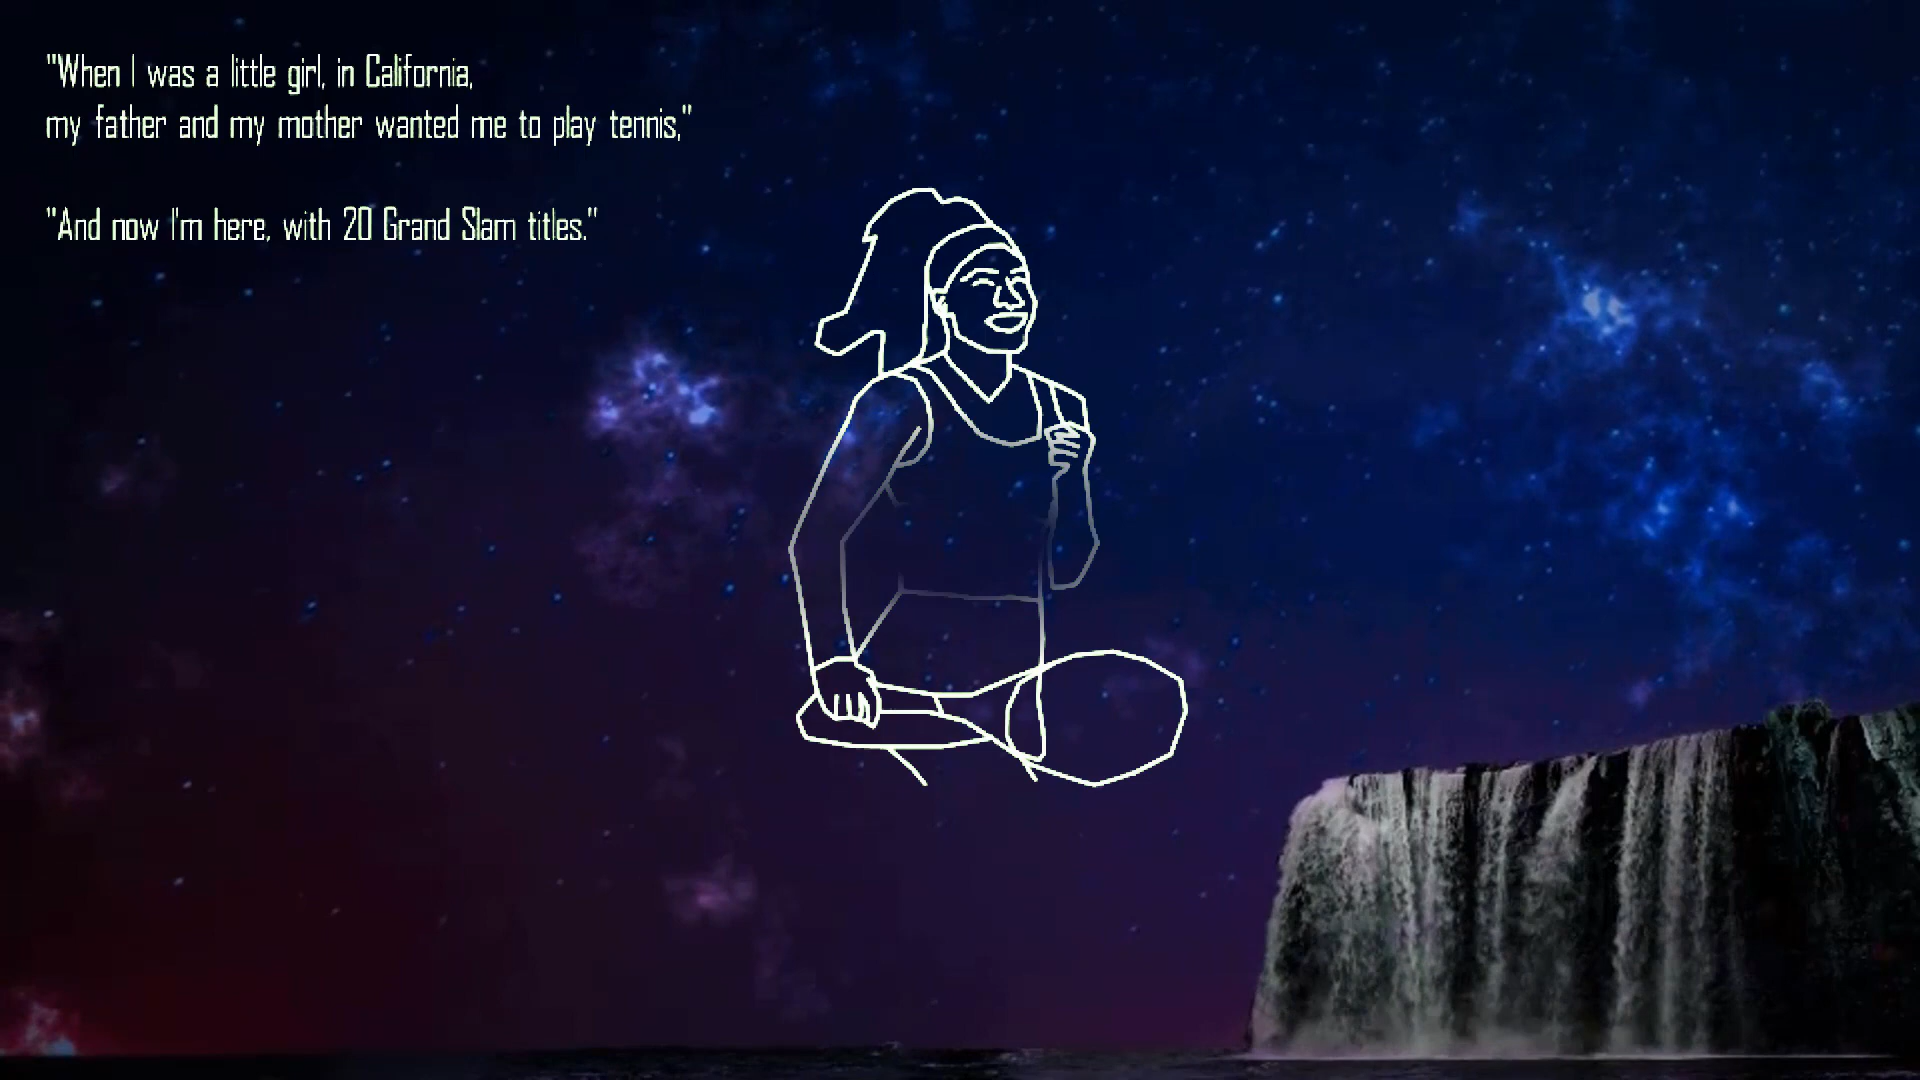 "When I was a little girl, in California,
my father and my mother wanted me to play tennis,"
"And now I'm here, with 20 Grand Slam titles."